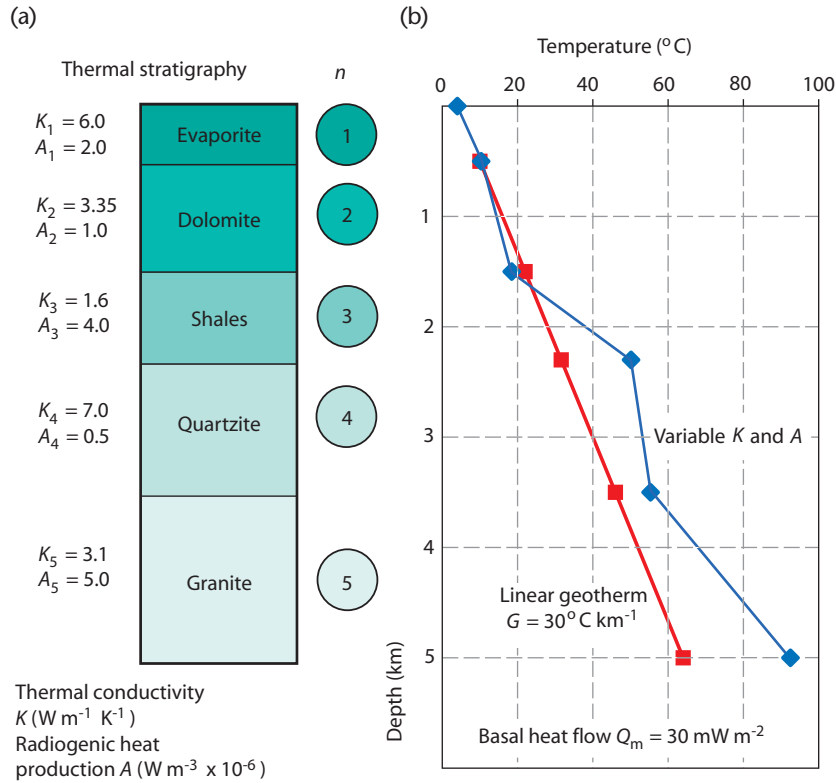 (a)
Thermal stratigraphy
n
K1 = 6.0
A1 = 2.0
Evaporite
1
K2 = 3.35
A2 = 1.0
Dolomite
2
K3 = 1.6
A3 = 4.0
Shales
3
K4 = 7.0
A4 = 0.5
Quartzite
4
K5 = 3.1
A5 = 5.0
Granite
5
Thermal conductivity
K (W m-1 K-1)
Radiogenic heat
production A (W m-3 x 10-6)
(b)
Temperature (°C)
0 20 40 60 80 100
1
2
3
4
5
Depth (km)
Variable K and A
Linear geotherm
G = 30°C km-1
Basal heat flow Qm = 30 mW m-2